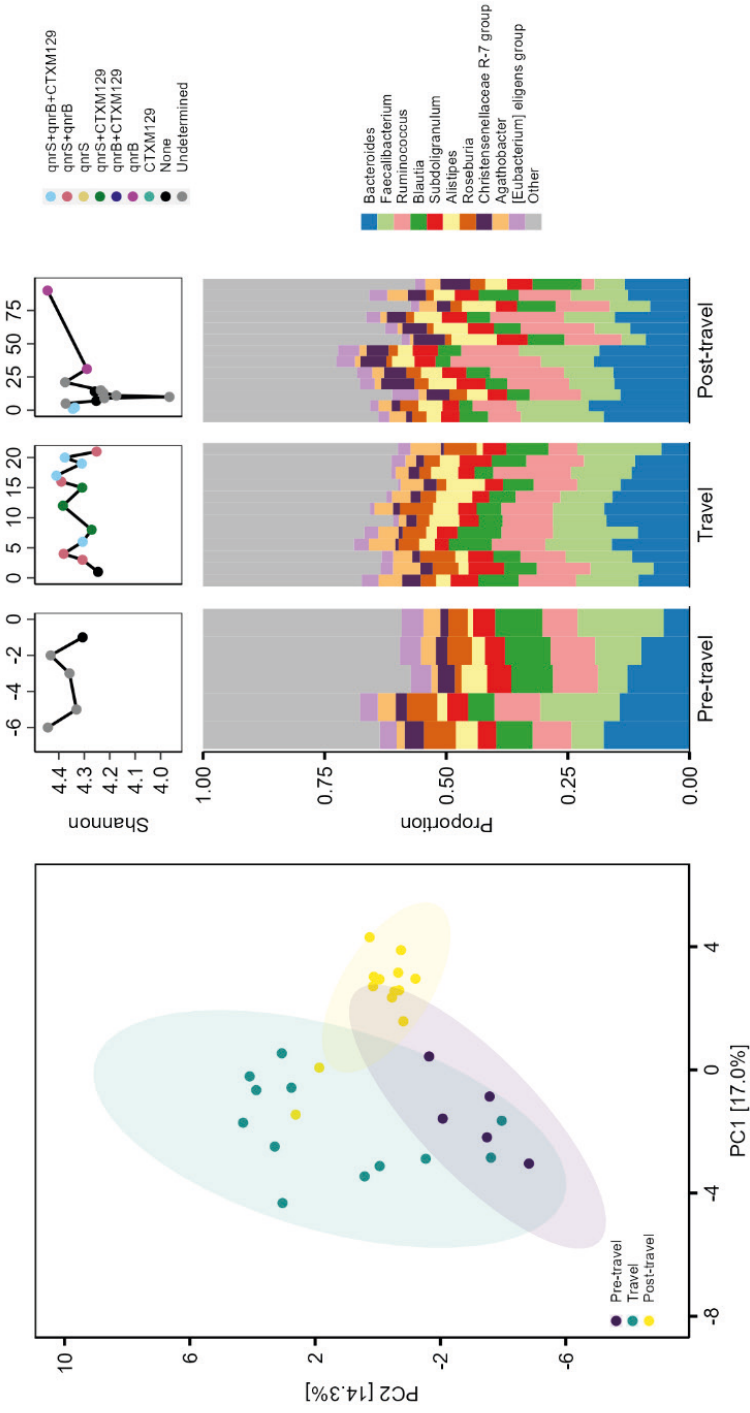 10
2
-2
-6
PC2 [14.3%]
-8
-4
0
4
PC1 [17.0%]
Pre-travel
Travel
Post-travel
Shannon
4.4
4.3
4.2
4.1
4.0
-6
-4
-2
0
0
5
10
15
20
0
25
50
75
qnrS+qnrB+CTXM129
qnrS+qnrB
qnrS
qnrS+CTXM129
qnrB+CTXM129
qnrB
CTXM129
None
Undetermined
Proportion
1.00
0.75
0.50
0.25
0.00
Pre-travel
Travel
Post-travel
Bacteroides
Faecalibacterium
Ruminococcus
Blautia
Subdoligranulum
Alistipes
Roseburia
Christensenellaceae R-7 group
Agathobacter
[Eubacterium] eligens group
Other